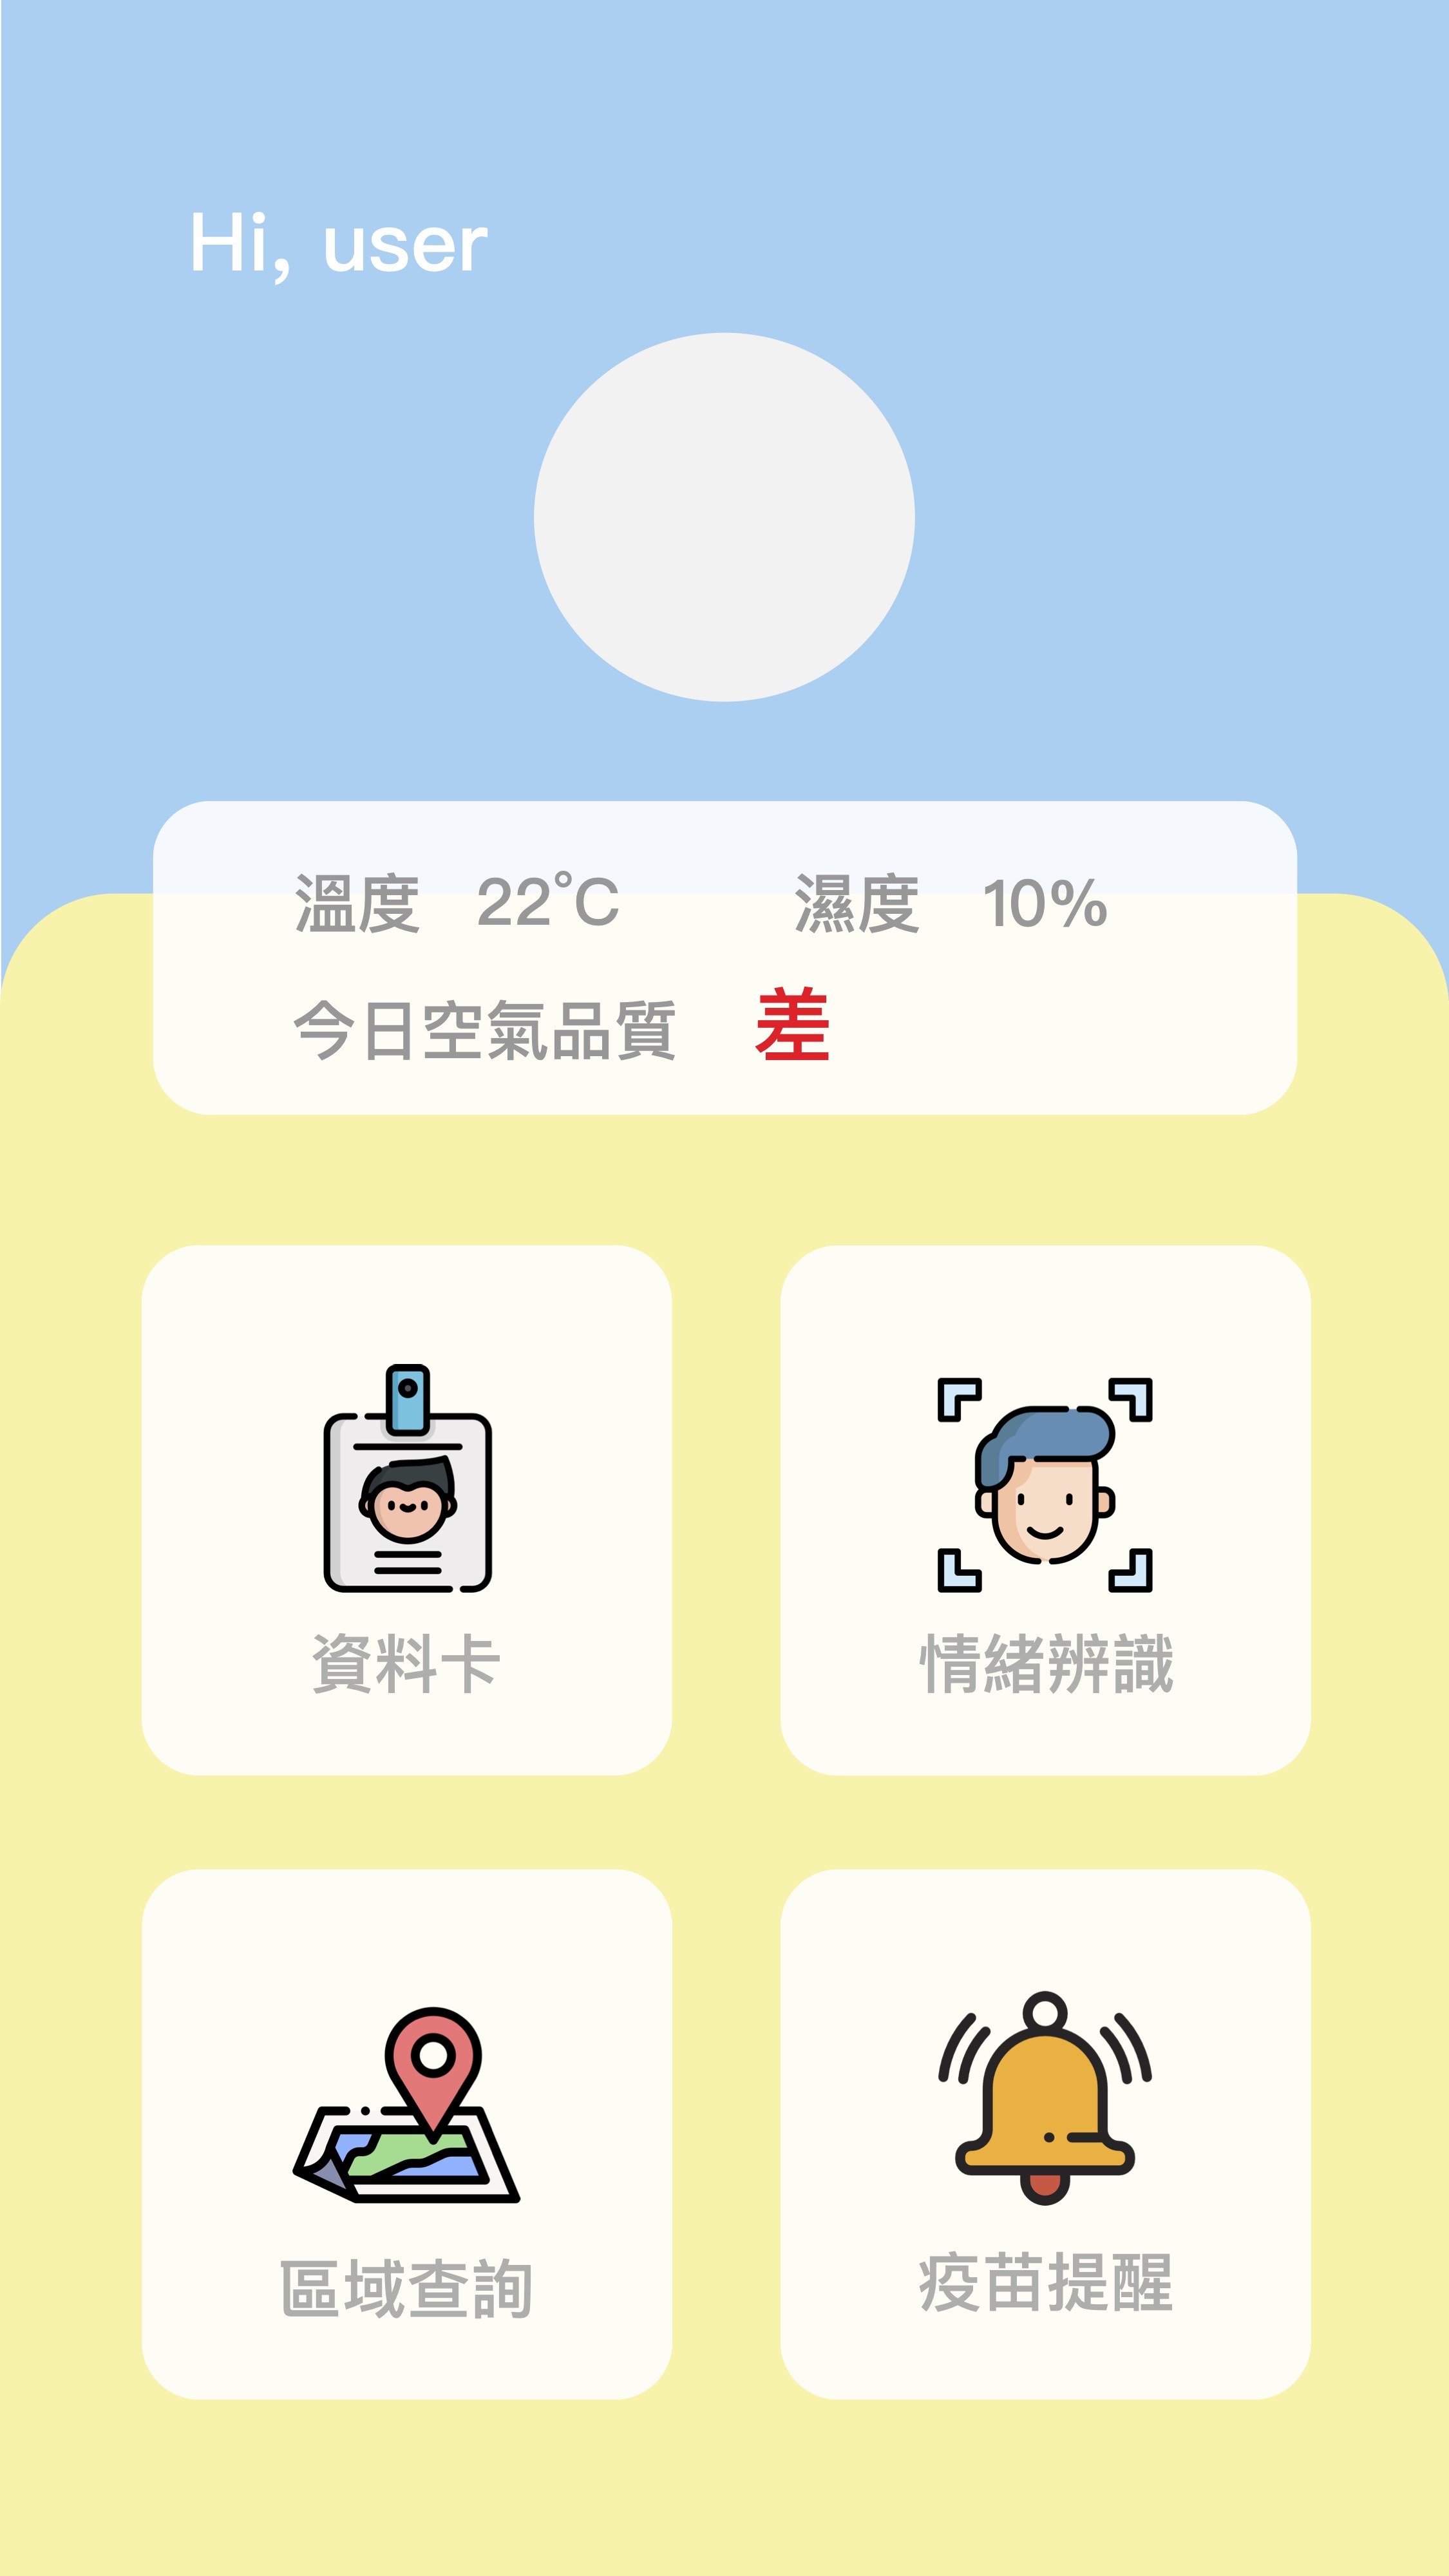 Hi, user
溫度 22°C 濕度 10%
今日空氣品質 差
資料卡 情緒辨識
區域查詢 疫苗提醒